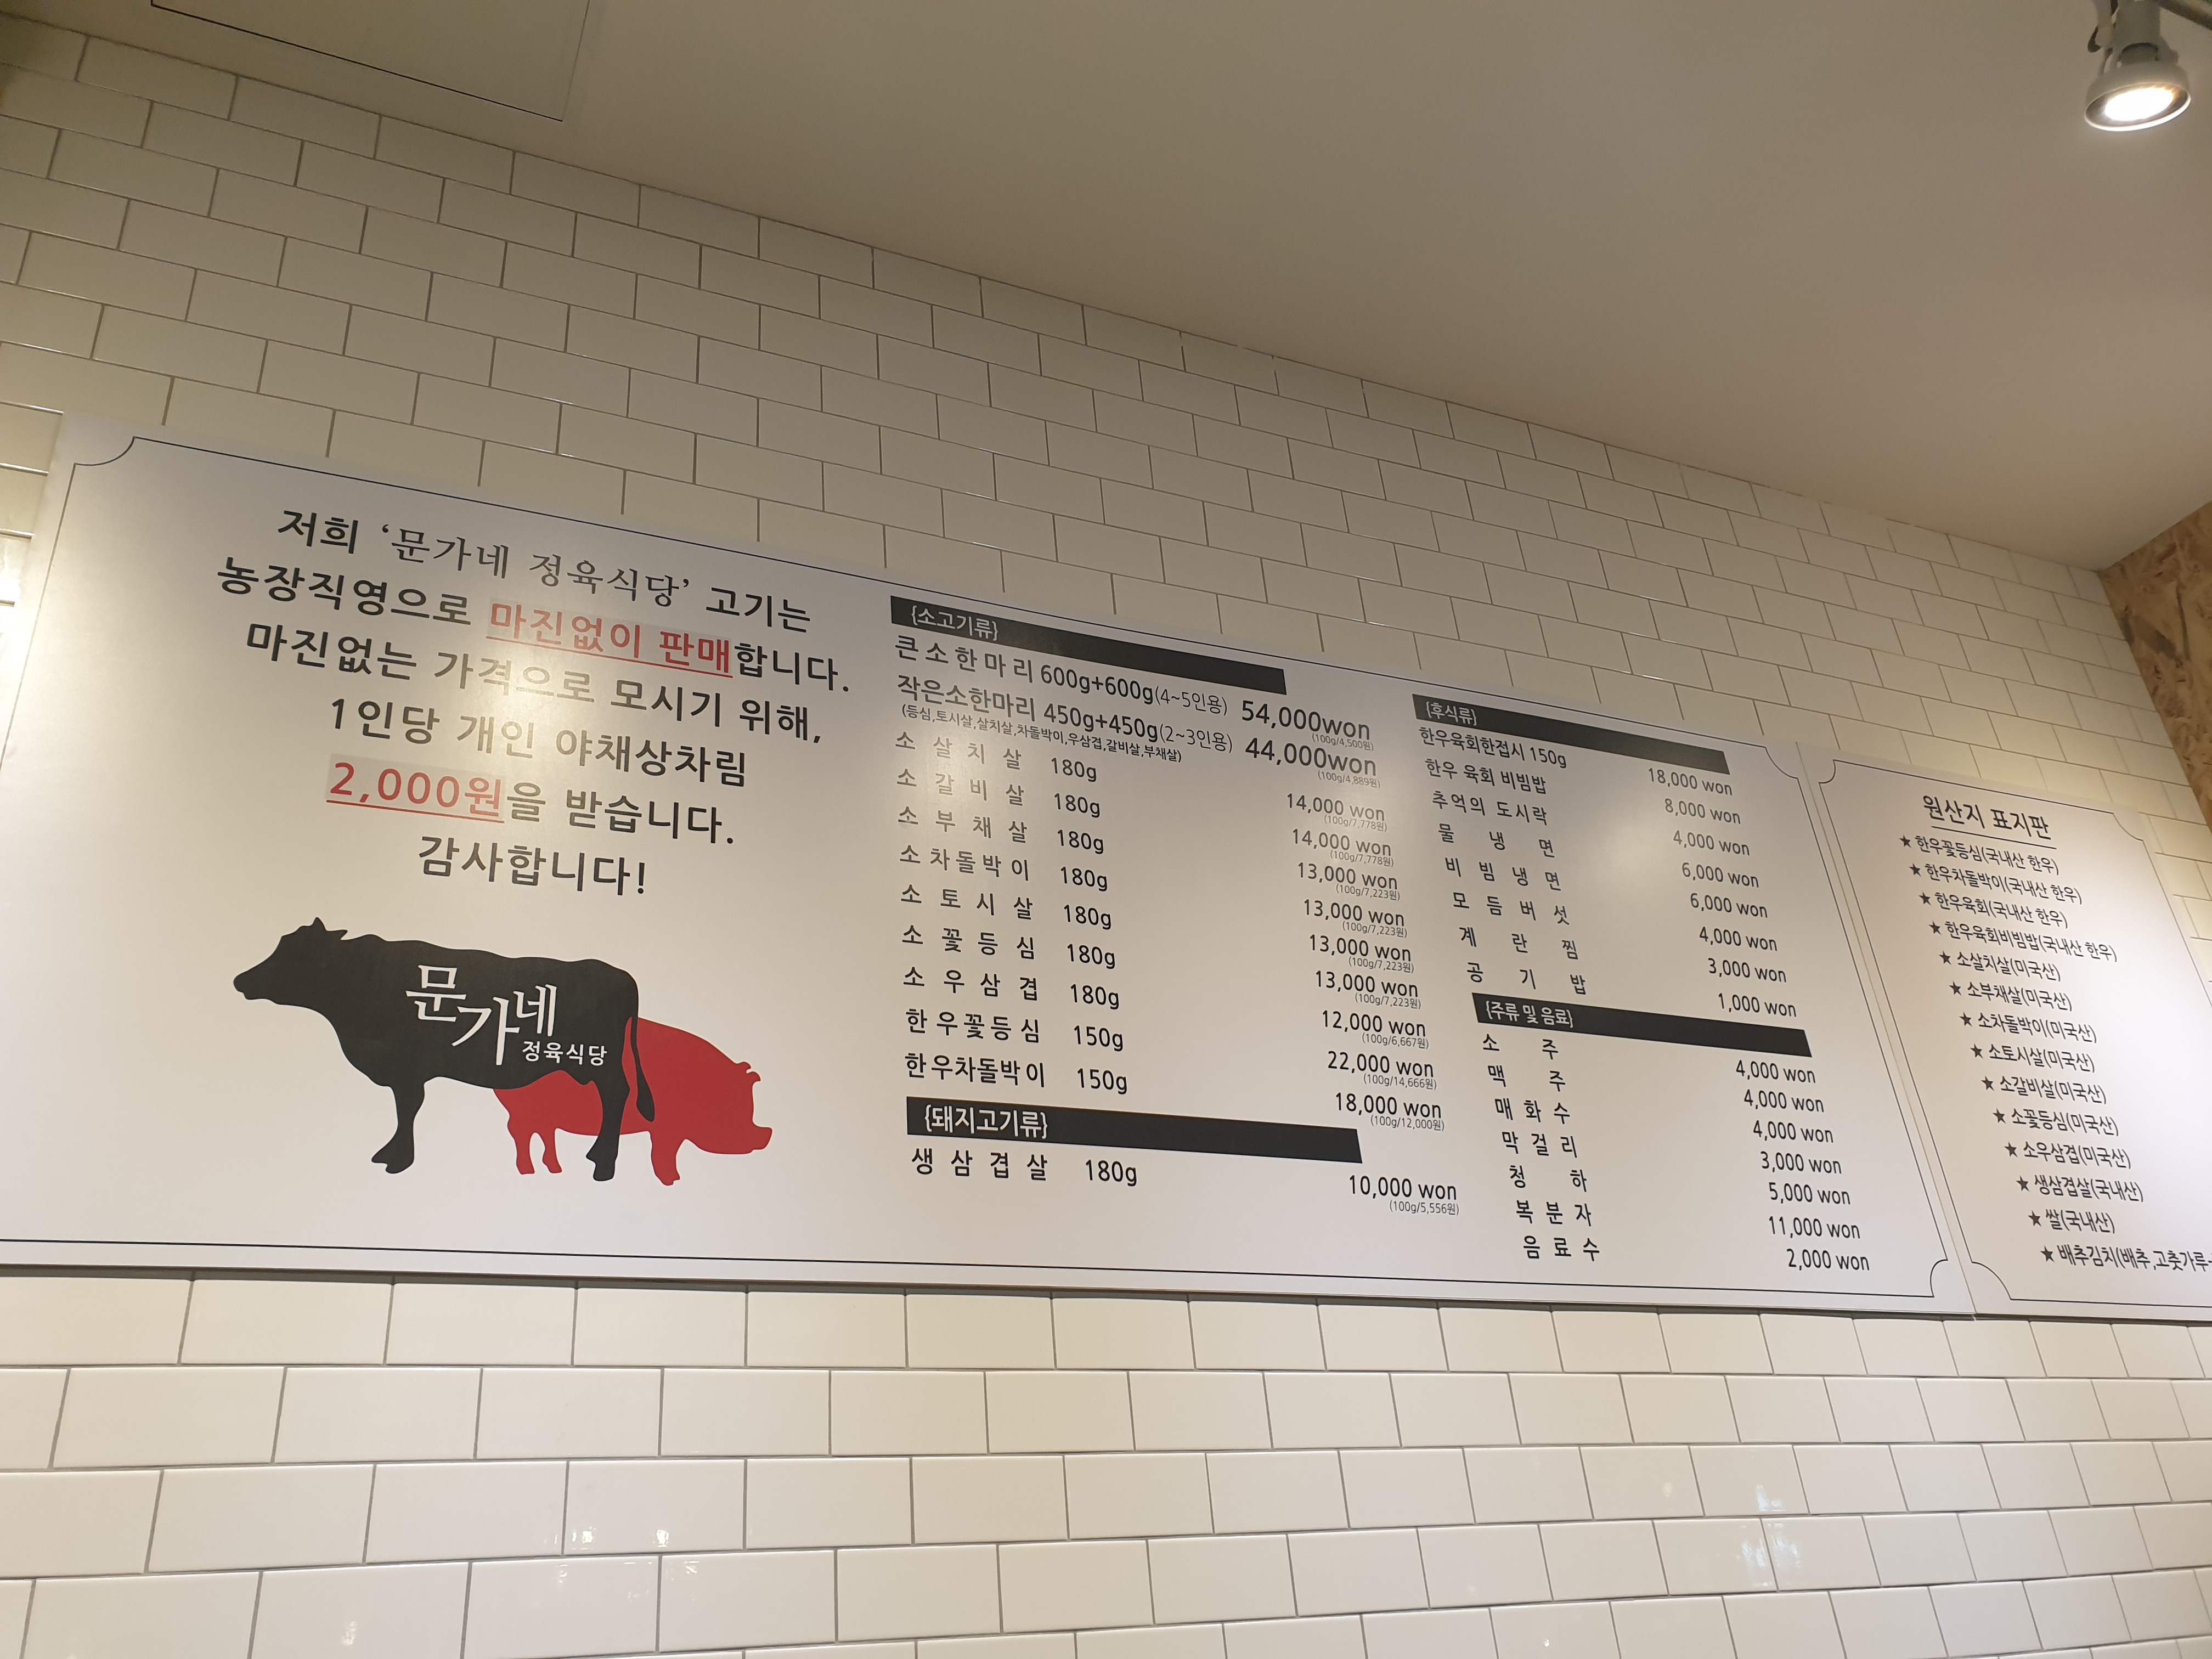 저희 '문가네 정육식당' 고기는
농장직영으로 마진없이 판매합니다.
마진없는 가격으로 모시기 위해,
1인당 개인 야채상차림
2,000원을 받습니다.
감사합니다!
문가네
정육식당
{소고기류}
큰소한마리 600g+600g(4~5인용) 54,000won
(100g/4,500원)
작은소한마리 450g+450g(2~3인용) 44,000won
(100g/4,889원)
(등심,토시살,살치살,차돌박이,우삼겹,갈비살,부채살)
소살치살 180g 14,000 won
(100g/7,778원)
소갈비살 180g 14,000 won
(100g/7,778원)
소부채살 180g 13,000 won
(100g/7,223원)
소차돌박이 180g 13,000 won
(100g/7,223원)
소토시살 180g 13,000 won
(100g/7,223원)
소꽃등심 180g 13,000 won
(100g/7,223원)
소우삼겹 180g 12,000 won
(100g/6,667원)
한우꽃등심 150g 22,000 won
(100g/14,666원)
한우차돌박이 150g 18,000 won
(100g/12,000원)
{돼지고기류}
생삼겹살 180g 10,000 won
(100g/5,556원)
{후식류}
한우육회한접시 150g 18,000 won
한우 육회 비빔밥 8,000 won
추억의 도시락 4,000 won
물냉면 6,000 won
비빔냉면 6,000 won
모듬버섯 4,000 won
계란찜 3,000 won
공기밥 1,000 won
{주류 및 음료}
소주 4,000 won
맥주 4,000 won
매화수 4,000 won
막걸리 3,000 won
청하 5,000 won
복분자 11,000 won
음료수 2,000 won
원산지 표지판
★ 한우꽃등심(국내산 한우)
★ 한우차돌박이(국내산 한우)
★ 한우육회(국내산 한우)
★ 한우육회비빔밥(국내산 한우)
★ 소살치살(미국산)
★ 소부채살(미국산)
★ 소차돌박이(미국산)
★ 소토시살(미국산)
★ 소갈비살(미국산)
★ 소꽃등심(미국산)
★ 소우삼겹(미국산)
★ 생삼겹살(국내산)
★ 쌀(국내산)
★ 배추김치(배추,고춧가루